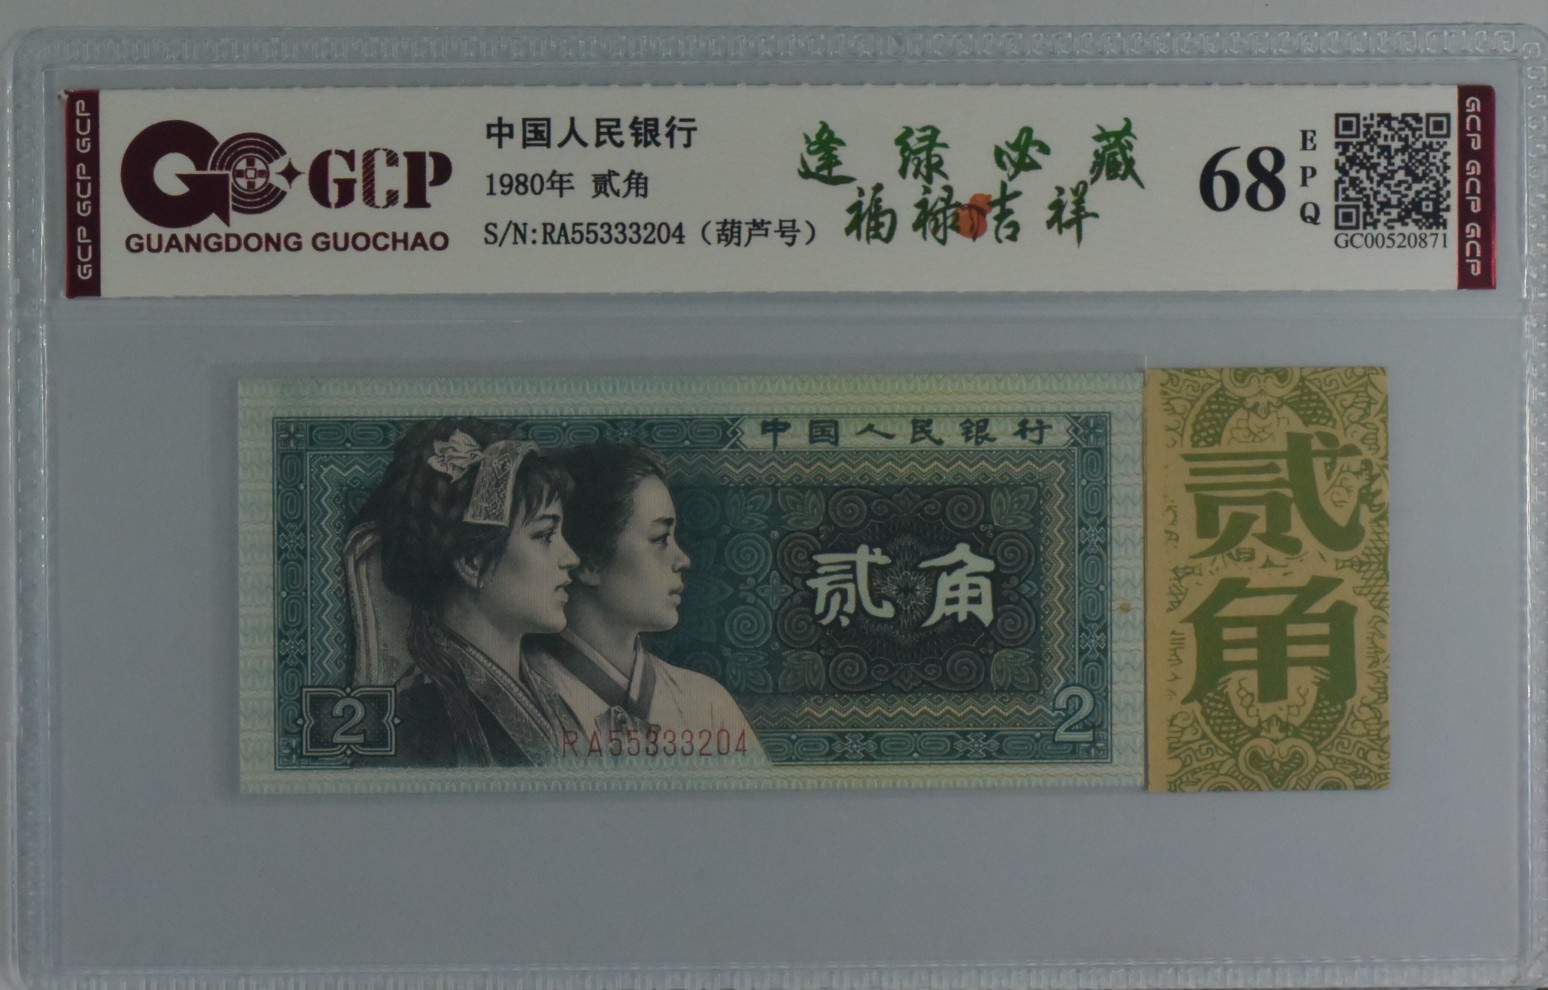 GCP GCP GCP
GCP
GUANGDONG GUOCHAO
中国人民银行
1980年 贰角
S/N:RA55333204（葫芦号）
逢绿必藏
福禄吉祥
68
EPQ
GC00520871
GCP GCP GCP
中国人民银行
贰角
2
2
RA55333204
贰角